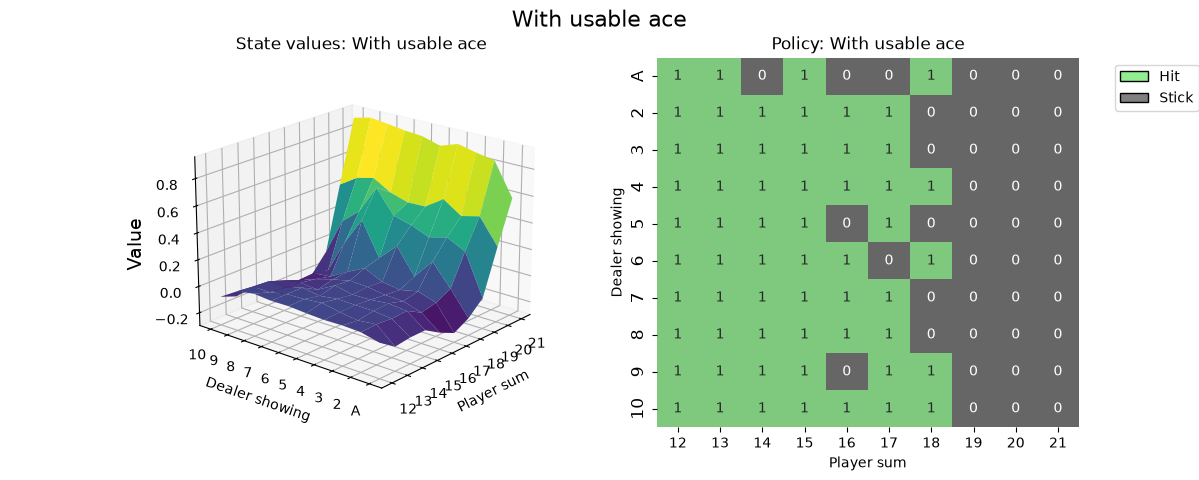 With usable ace
State values: With usable ace
0.8
0.6
0.4
0.2
0.0
−0.2
Value
10 9 8 7 6 5 4 3 2 A
Dealer showing
12 13 14 15 16 17 18 19 20 21
Player sum
Policy: With usable ace
Dealer showing
A 1 1 0 1 0 0 1 0 0 0
2 1 1 1 1 1 1 0 0 0 0
3 1 1 1 1 1 1 0 0 0 0
4 1 1 1 1 1 1 1 0 0 0
5 1 1 1 1 0 1 0 0 0 0
6 1 1 1 1 1 0 1 0 0 0
7 1 1 1 1 1 1 0 0 0 0
8 1 1 1 1 1 1 0 0 0 0
9 1 1 1 1 0 1 1 0 0 0
10 1 1 1 1 1 1 1 0 0 0
12 13 14 15 16 17 18 19 20 21
Player sum
Hit
Stick